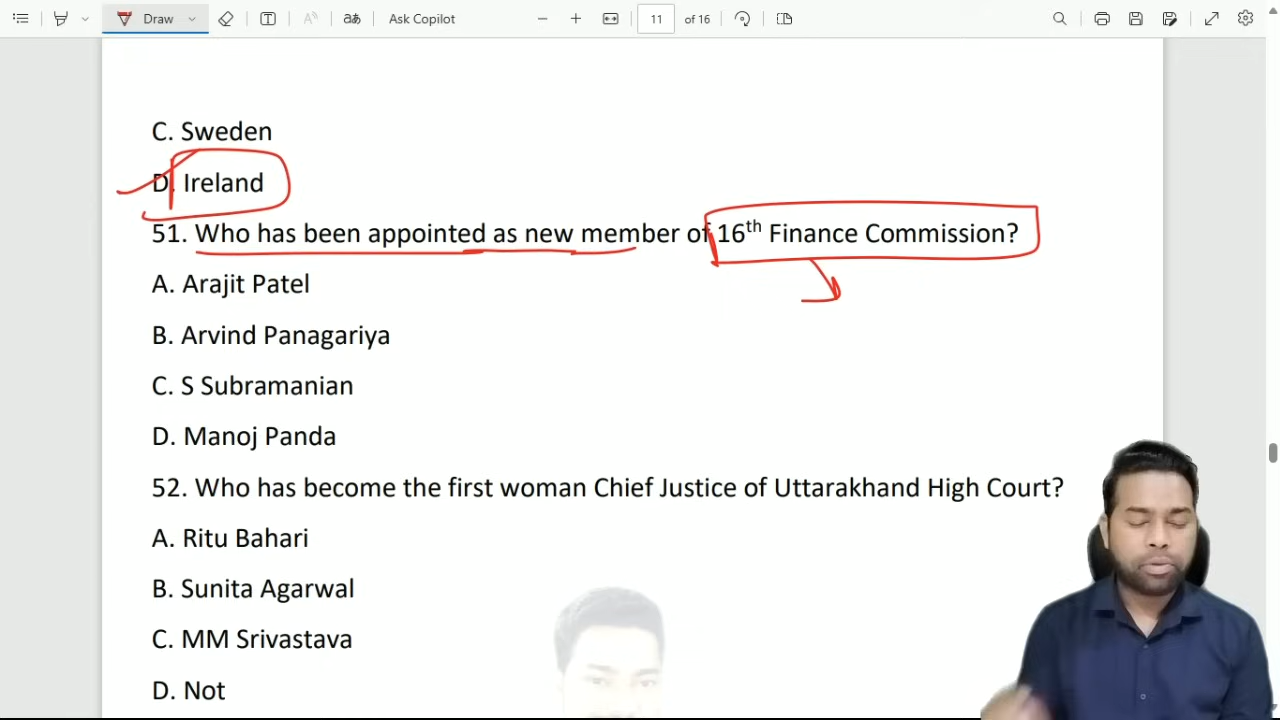 Draw
aあ
Ask Copilot
11 of 16
C. Sweden
D. Ireland
51. Who has been appointed as new member of 16th Finance Commission?
A. Arajit Patel
B. Arvind Panagariya
C. S Subramanian
D. Manoj Panda
52. Who has become the first woman Chief Justice of Uttarakhand High Court?
A. Ritu Bahari
B. Sunita Agarwal
C. MM Srivastava
D. Not